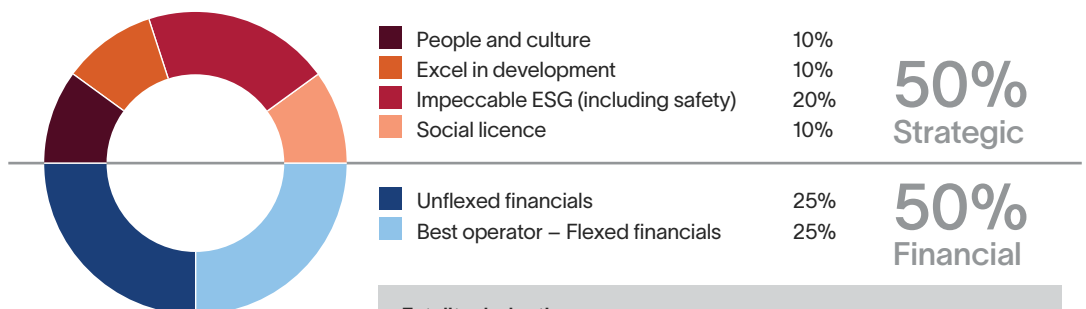 People and culture 10%
Excel in development 10%
Impeccable ESG (including safety) 20%
Social licence 10%
50%
Strategic
Unflexed financials 25%
Best operator – Flexed financials 25%
50%
Financial